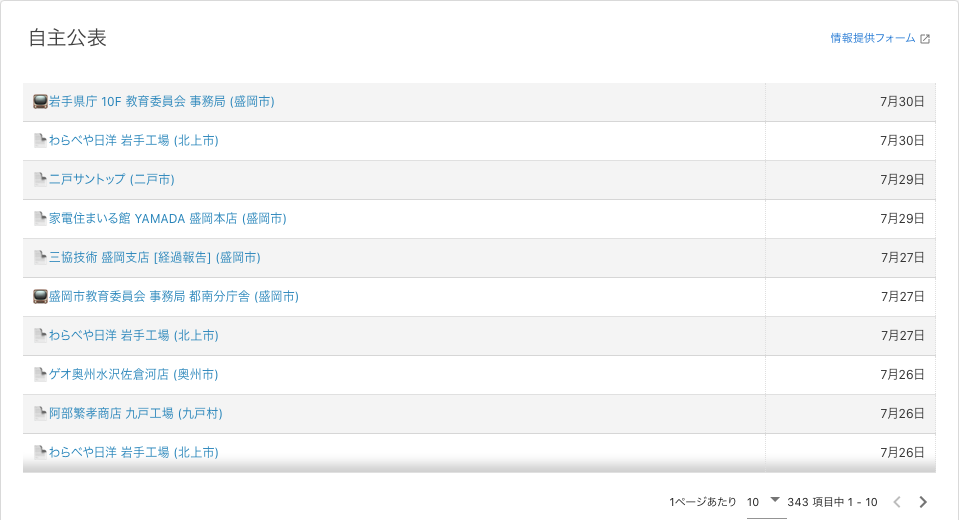 自主公表
情報提供フォーム
岩手県庁 10F 教育委員会 事務局 (盛岡市) 7月30日
わらべや日洋 岩手工場 (北上市) 7月30日
二戸サントップ (二戸市) 7月29日
家電住まいる館 YAMADA 盛岡本店 (盛岡市) 7月29日
三協技術 盛岡支店 [経過報告] (盛岡市) 7月27日
盛岡市教育委員会 事務局 都南分庁舎 (盛岡市) 7月27日
わらべや日洋 岩手工場 (北上市) 7月27日
ゲオ奥州水沢佐倉河店 (奥州市) 7月26日
阿部繁孝商店 九戸工場 (九戸村) 7月26日
わらべや日洋 岩手工場 (北上市) 7月26日
1ページあたり 10 343 項目中 1 - 10